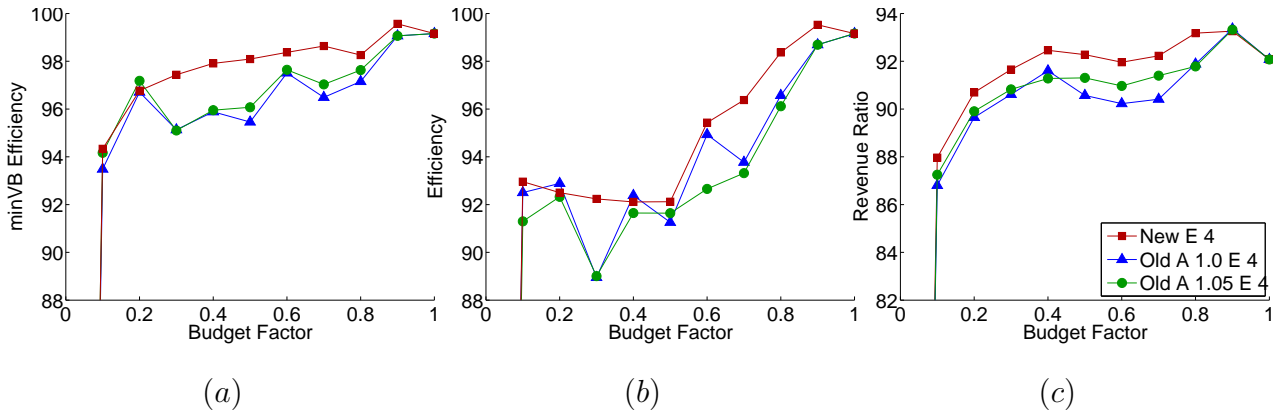 100
98
96
94
92
90
88
0 0.2 0.4 0.6 0.8 1
minVB Efficiency
Budget Factor
(a)
100
98
96
94
92
90
88
0 0.2 0.4 0.6 0.8 1
Efficiency
Budget Factor
(b)
94
92
90
88
86
84
82
0 0.2 0.4 0.6 0.8 1
Revenue Ratio
Budget Factor
New E 4
Old A 1.0 E 4
Old A 1.05 E 4
(c)